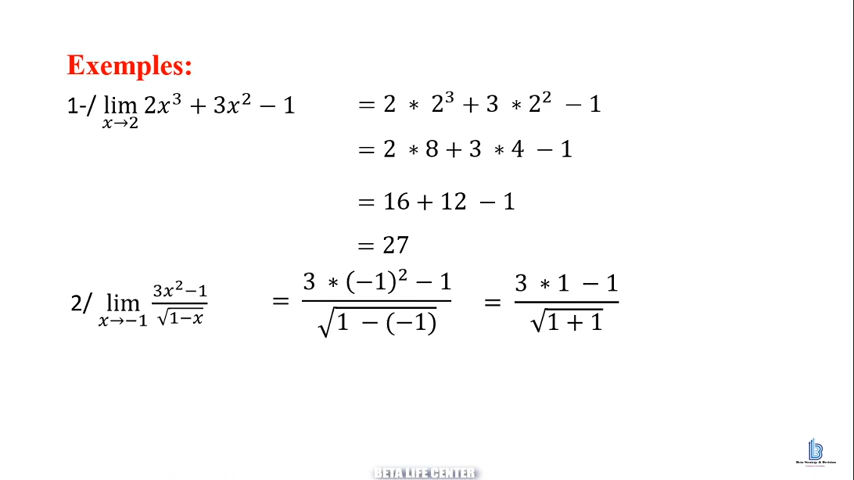 Exemples:
1-/ lim x→2 2x³ + 3x² − 1 = 2 * 2³ + 3 * 2² − 1
= 2 * 8 + 3 * 4 − 1
= 16 + 12 − 1
= 27
2/ lim x→−1 (3x²−1)/(√(1−x)) = (3 * (−1)² − 1)/(√(1 − (−1))) = (3 * 1 − 1)/(√(1 + 1))
BETA LIFE CENTER